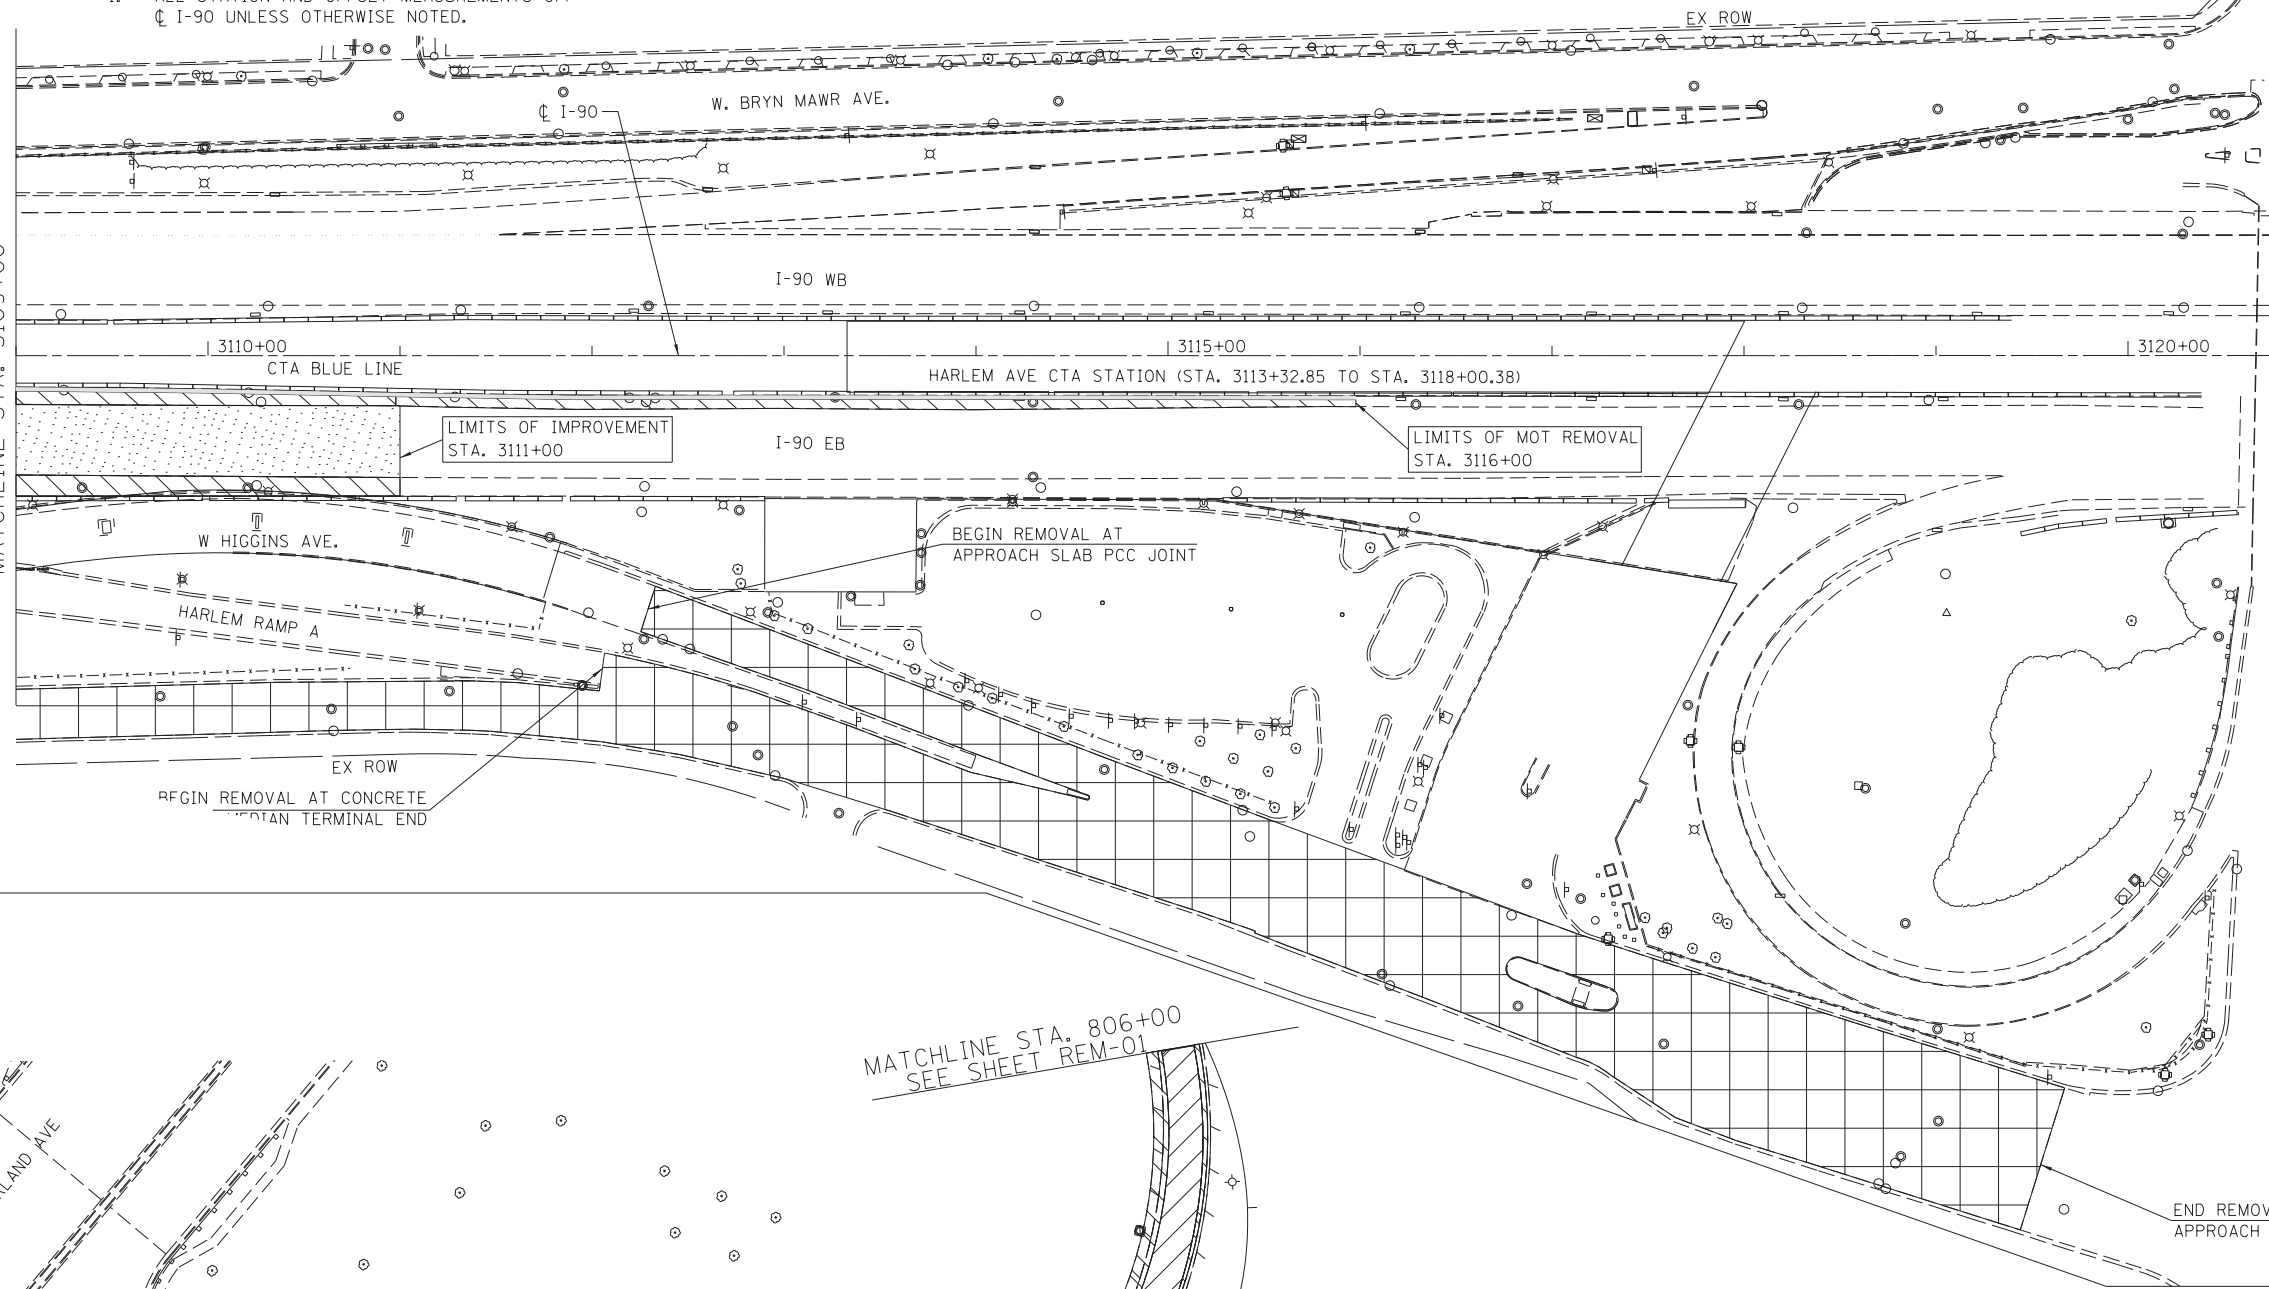 ℄ I-90 UNLESS OTHERWISE NOTED.
EX ROW
℄ I-90
W. BRYN MAWR AVE.
I-90 WB
3110+00
3115+00
3120+00
CTA BLUE LINE
HARLEM AVE CTA STATION (STA. 3113+32.85 TO STA. 3118+00.38)
LIMITS OF IMPROVEMENT
STA. 3111+00
I-90 EB
LIMITS OF MOT REMOVAL
STA. 3116+00
BEGIN REMOVAL AT
APPROACH SLAB PCC JOINT
W HIGGINS AVE.
HARLEM RAMP A
EX ROW
BEGIN REMOVAL AT CONCRETE
MEDIAN TERMINAL END
MATCHLINE STA. 806+00
SEE SHEET REM-01
AVE
END
APPROACH